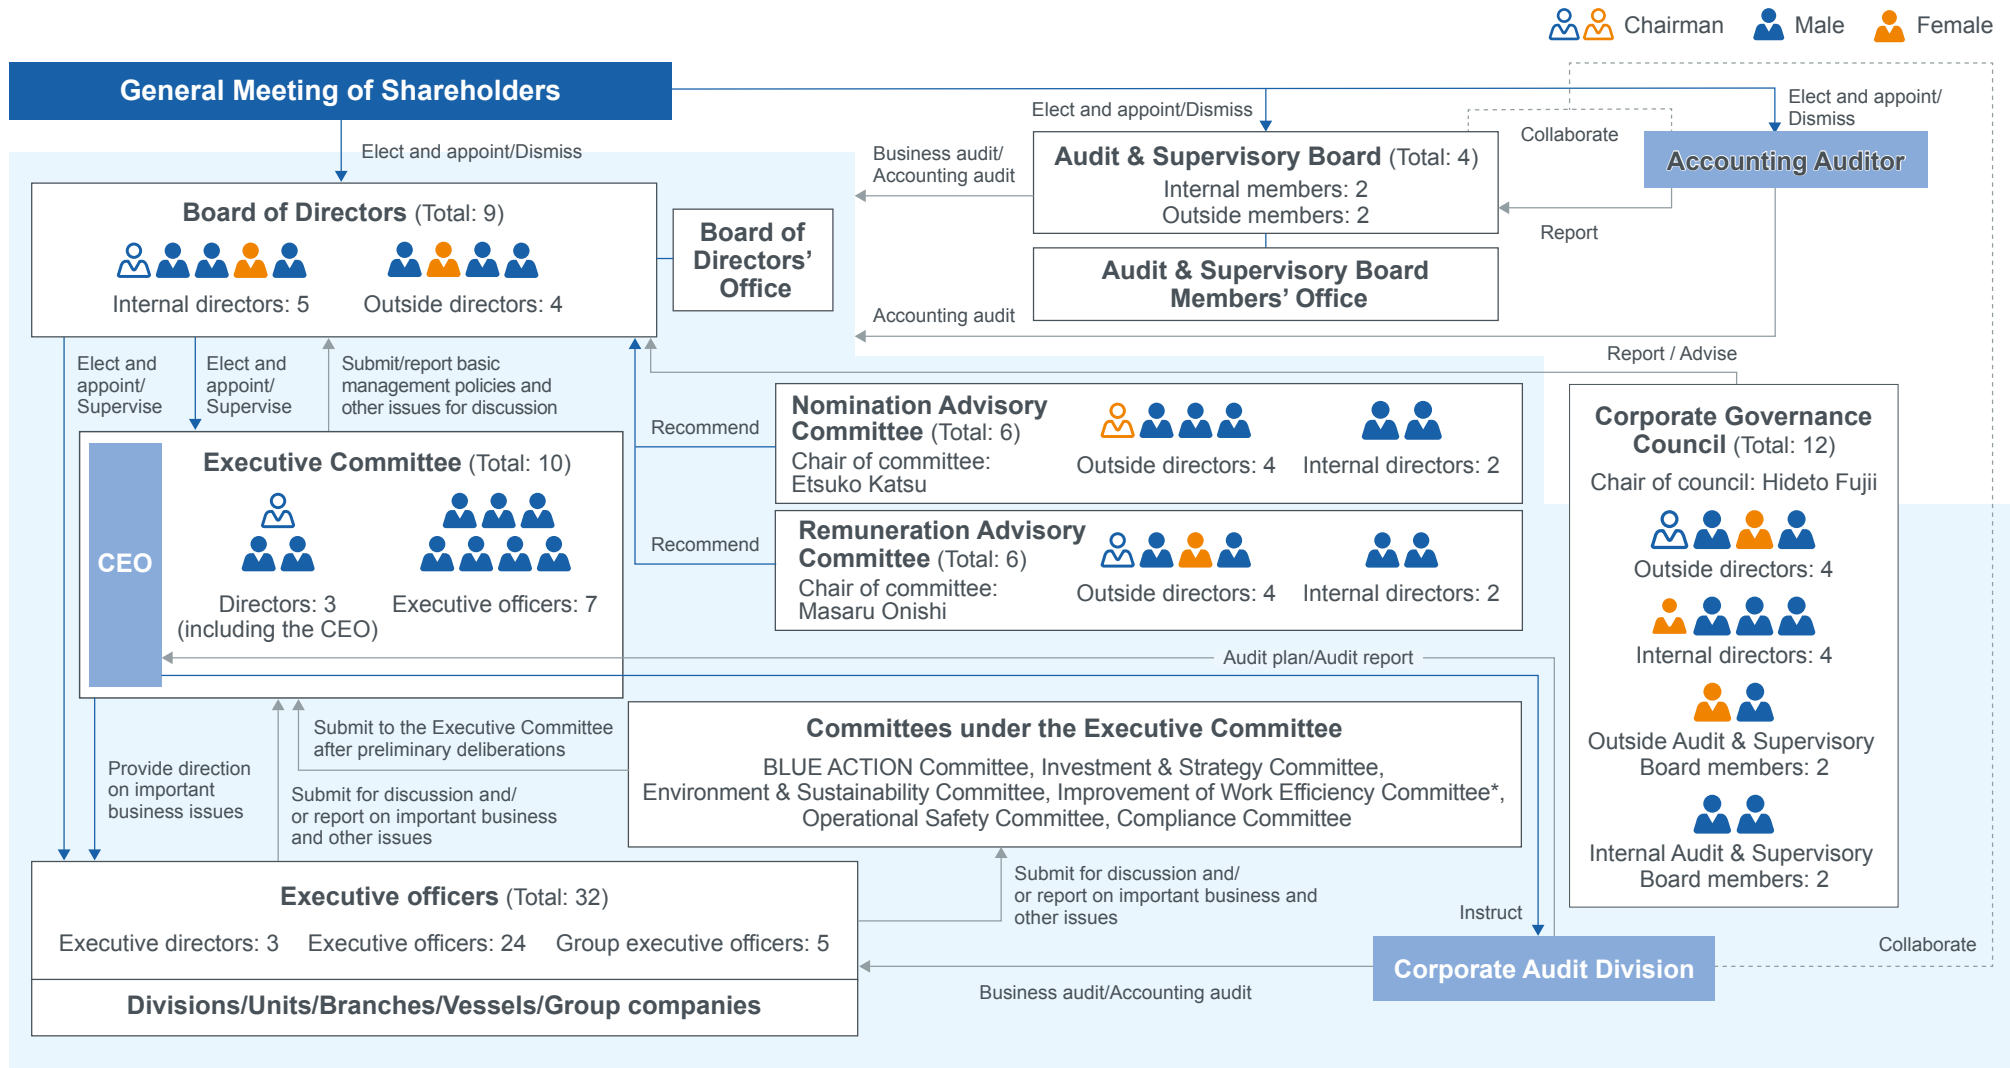 Chairman
Male
Female
General Meeting of Shareholders
Elect and appoint/Dismiss
Elect and appoint/Dismiss
Elect and appoint/
Dismiss
Collaborate
Business audit/
Accounting audit
Audit & Supervisory Board (Total: 4)
Internal members: 2
Outside members: 2
Accounting Auditor
Report
Board of Directors (Total: 9)
Internal directors: 5
Outside directors: 4
Board of
Directors’
Office
Audit & Supervisory Board
Members’ Office
Accounting audit
Report / Advise
Elect and
appoint/
Supervise
Elect and
appoint/
Supervise
Submit/report basic
management policies and
other issues for discussion
Recommend
Nomination Advisory
Committee (Total: 6)
Chair of committee:
Etsuko Katsu
Outside directors: 4
Internal directors: 2
Recommend
Remuneration Advisory
Committee (Total: 6)
Chair of committee:
Masaru Onishi
Outside directors: 4
Internal directors: 2
Corporate Governance
Council (Total: 12)
Chair of council: Hideto Fujii
Outside directors: 4
Internal directors: 4
Outside Audit & Supervisory
Board members: 2
Internal Audit & Supervisory
Board members: 2
CEO
Executive Committee (Total: 10)
Directors: 3
(including the CEO)
Executive officers: 7
Audit plan/Audit report
Submit to the Executive Committee
after preliminary deliberations
Committees under the Executive Committee
BLUE ACTION Committee, Investment & Strategy Committee,
Environment & Sustainability Committee, Improvement of Work Efficiency Committee*,
Operational Safety Committee, Compliance Committee
Provide direction
on important
business issues
Submit for discussion and/
or report on important business
and other issues
Submit for discussion and/
or report on important business and
other issues
Instruct
Executive officers (Total: 32)
Executive directors: 3
Executive officers: 24
Group executive officers: 5
Divisions/Units/Branches/Vessels/Group companies
Business audit/Accounting audit
Corporate Audit Division
Collaborate